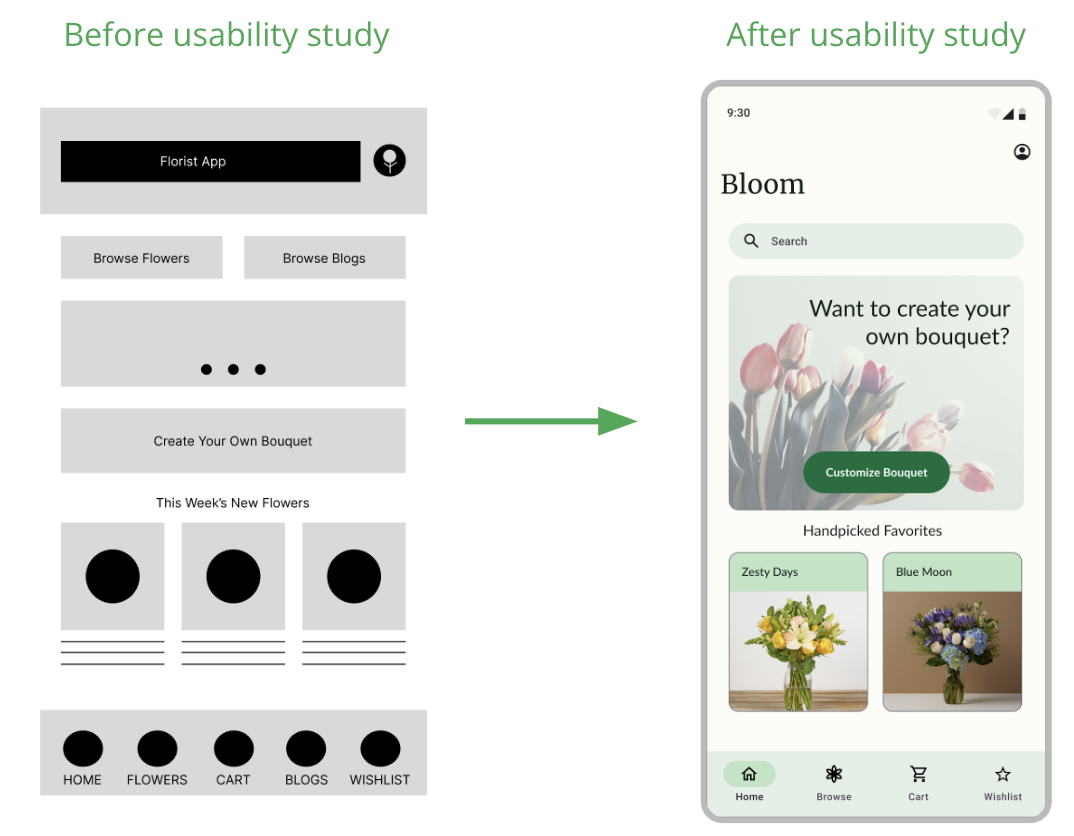 Before usability study
After usability study
Florist App
Browse Flowers
Browse Blogs
Create Your Own Bouquet
This Week's New Flowers
HOME
FLOWERS
CART
BLOGS
WISHLIST
9:30
Bloom
Search
Want to create your
own bouquet?
Customize Bouquet
Handpicked Favorites
Zesty Days
Blue Moon
Home
Browse
Cart
Wishlist